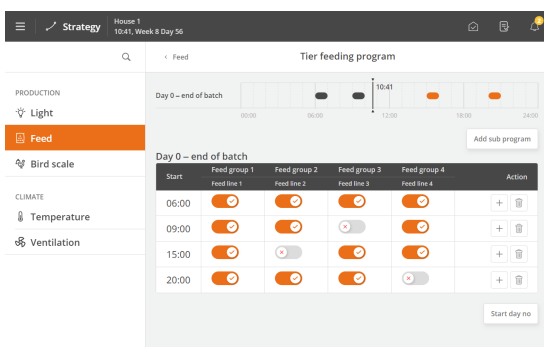 Strategy
House 1
10:41, Week 8 Day 56
2
‹ Feed
Tier feeding program
PRODUCTION
Light
Feed
Bird scale
CLIMATE
Temperature
Ventilation
10:41
Day 0 – end of batch
00:00 06:00 12:00 18:00 24:00
Add sub program
Day 0 – end of batch
Start Feed group 1 Feed group 2 Feed group 3 Feed group 4 Action
Feed line 1 Feed line 2 Feed line 3 Feed line 4
06:00
09:00
15:00
20:00
Start day no